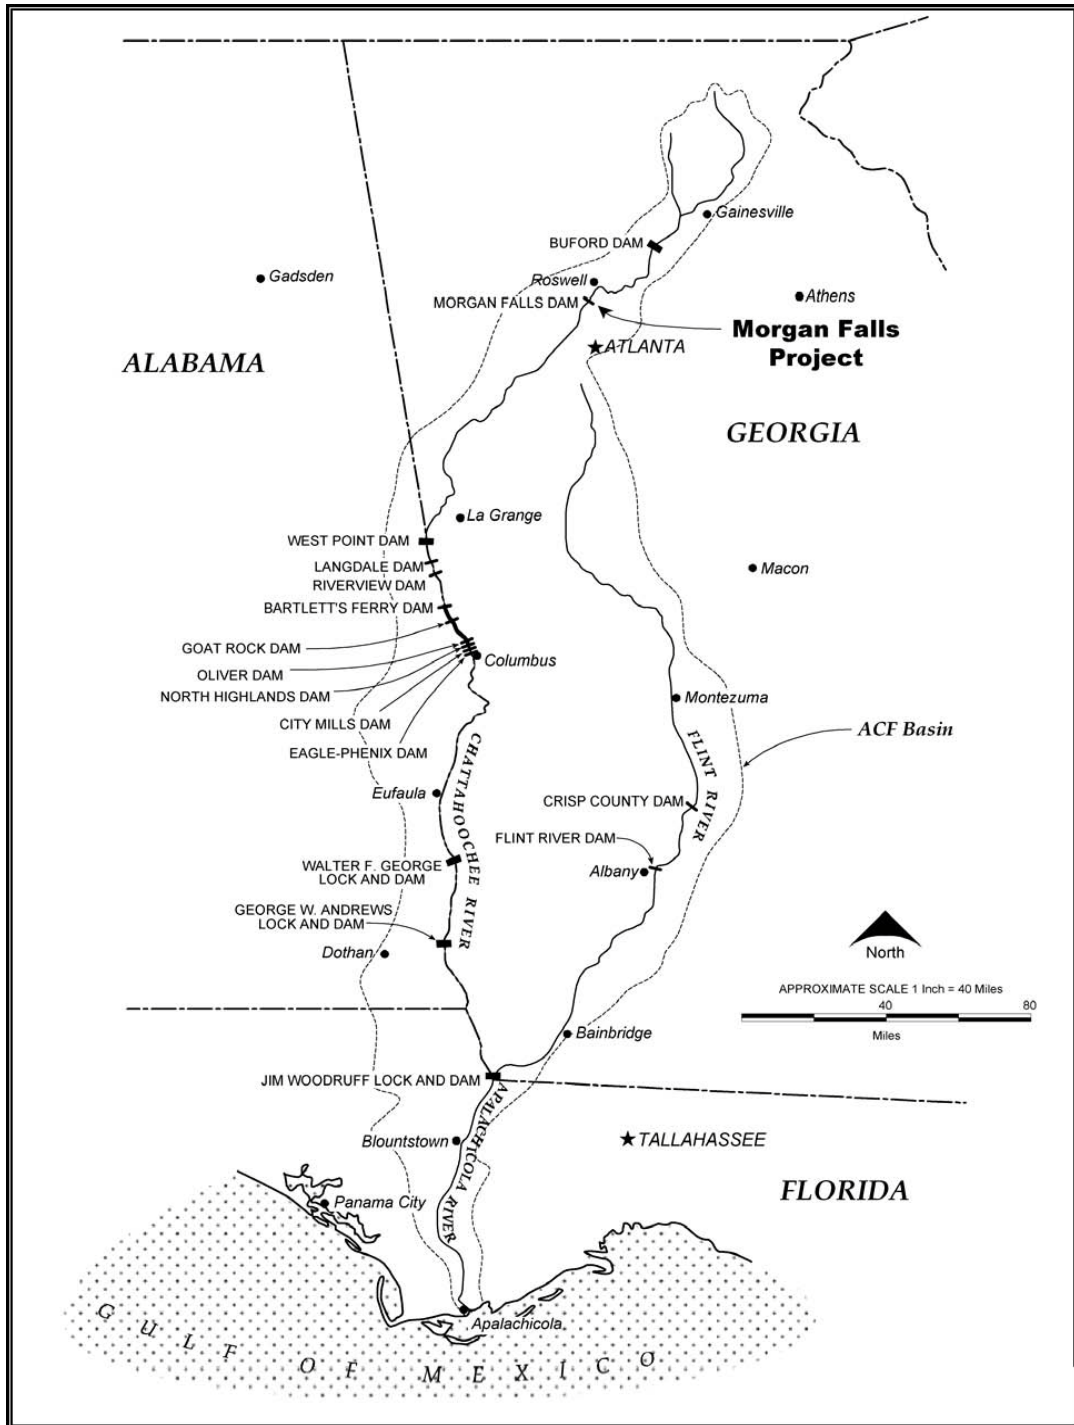 Gainesville
BUFORD DAM
Gadsden
Roswell
Athens
MORGAN FALLS DAM
Morgan Falls
Project
ATLANTA
ALABAMA
GEORGIA
La Grange
WEST POINT DAM
LANGDALE DAM
RIVERVIEW DAM
Macon
BARTLETT'S FERRY DAM
GOAT ROCK DAM
Columbus
OLIVER DAM
NORTH HIGHLANDS DAM
Montezuma
CITY MILLS DAM
ACF Basin
EAGLE-PHENIX DAM
CHATTAHOOCHEE RIVER
FLINT RIVER
Eufaula
CRISP COUNTY DAM
FLINT RIVER DAM
WALTER F. GEORGE
LOCK AND DAM
Albany
GEORGE W. ANDREWS
LOCK AND DAM
Dothan
North
APPROXIMATE SCALE 1 Inch = 40 Miles
40 80
Miles
Bainbridge
JIM WOODRUFF LOCK AND DAM
APALACHICOLA RIVER
Blountstown
TALLAHASSEE
FLORIDA
Panama City
Apalachicola
GULF OF MEXICO